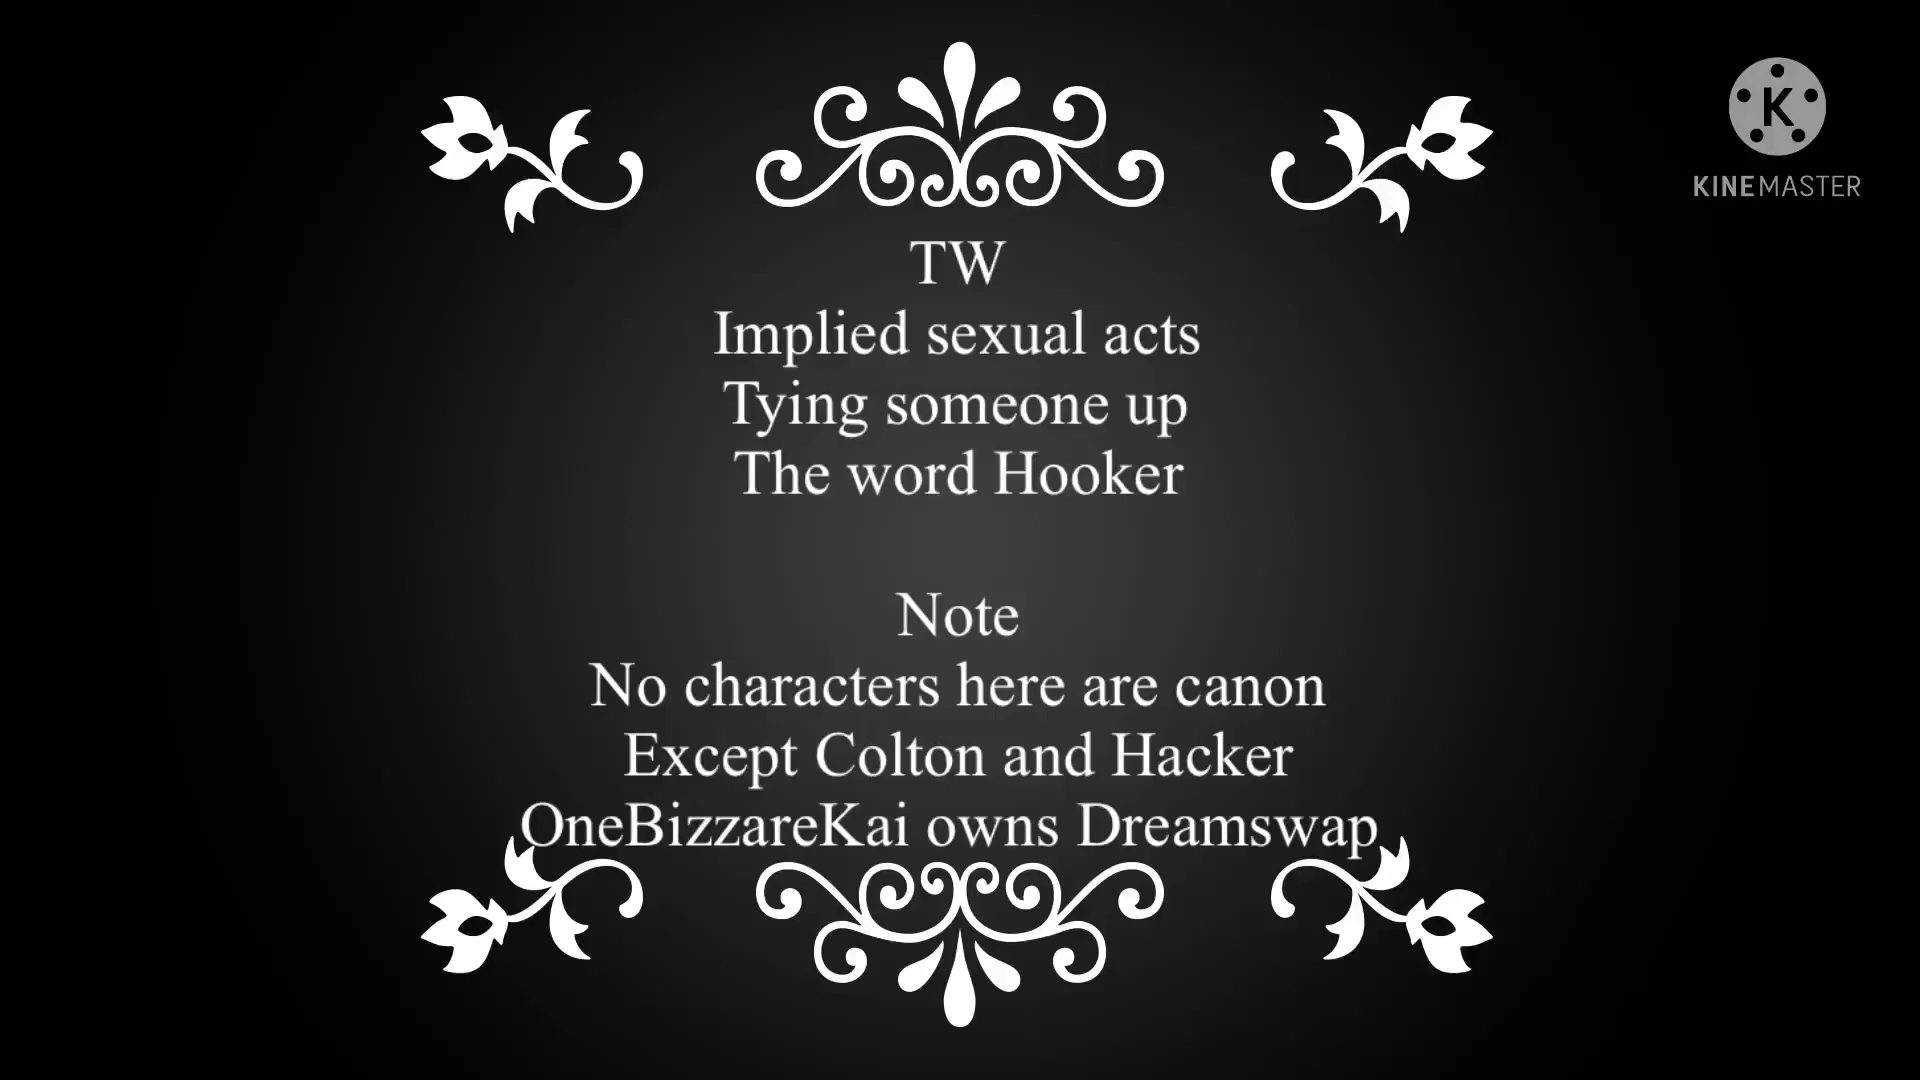 K
KINEMASTER
TW
Implied sexual acts
Tying someone up
The word Hooker
Note
No characters here are canon
Except Colton and Hacker
OneBizzareKai owns Dreamswap